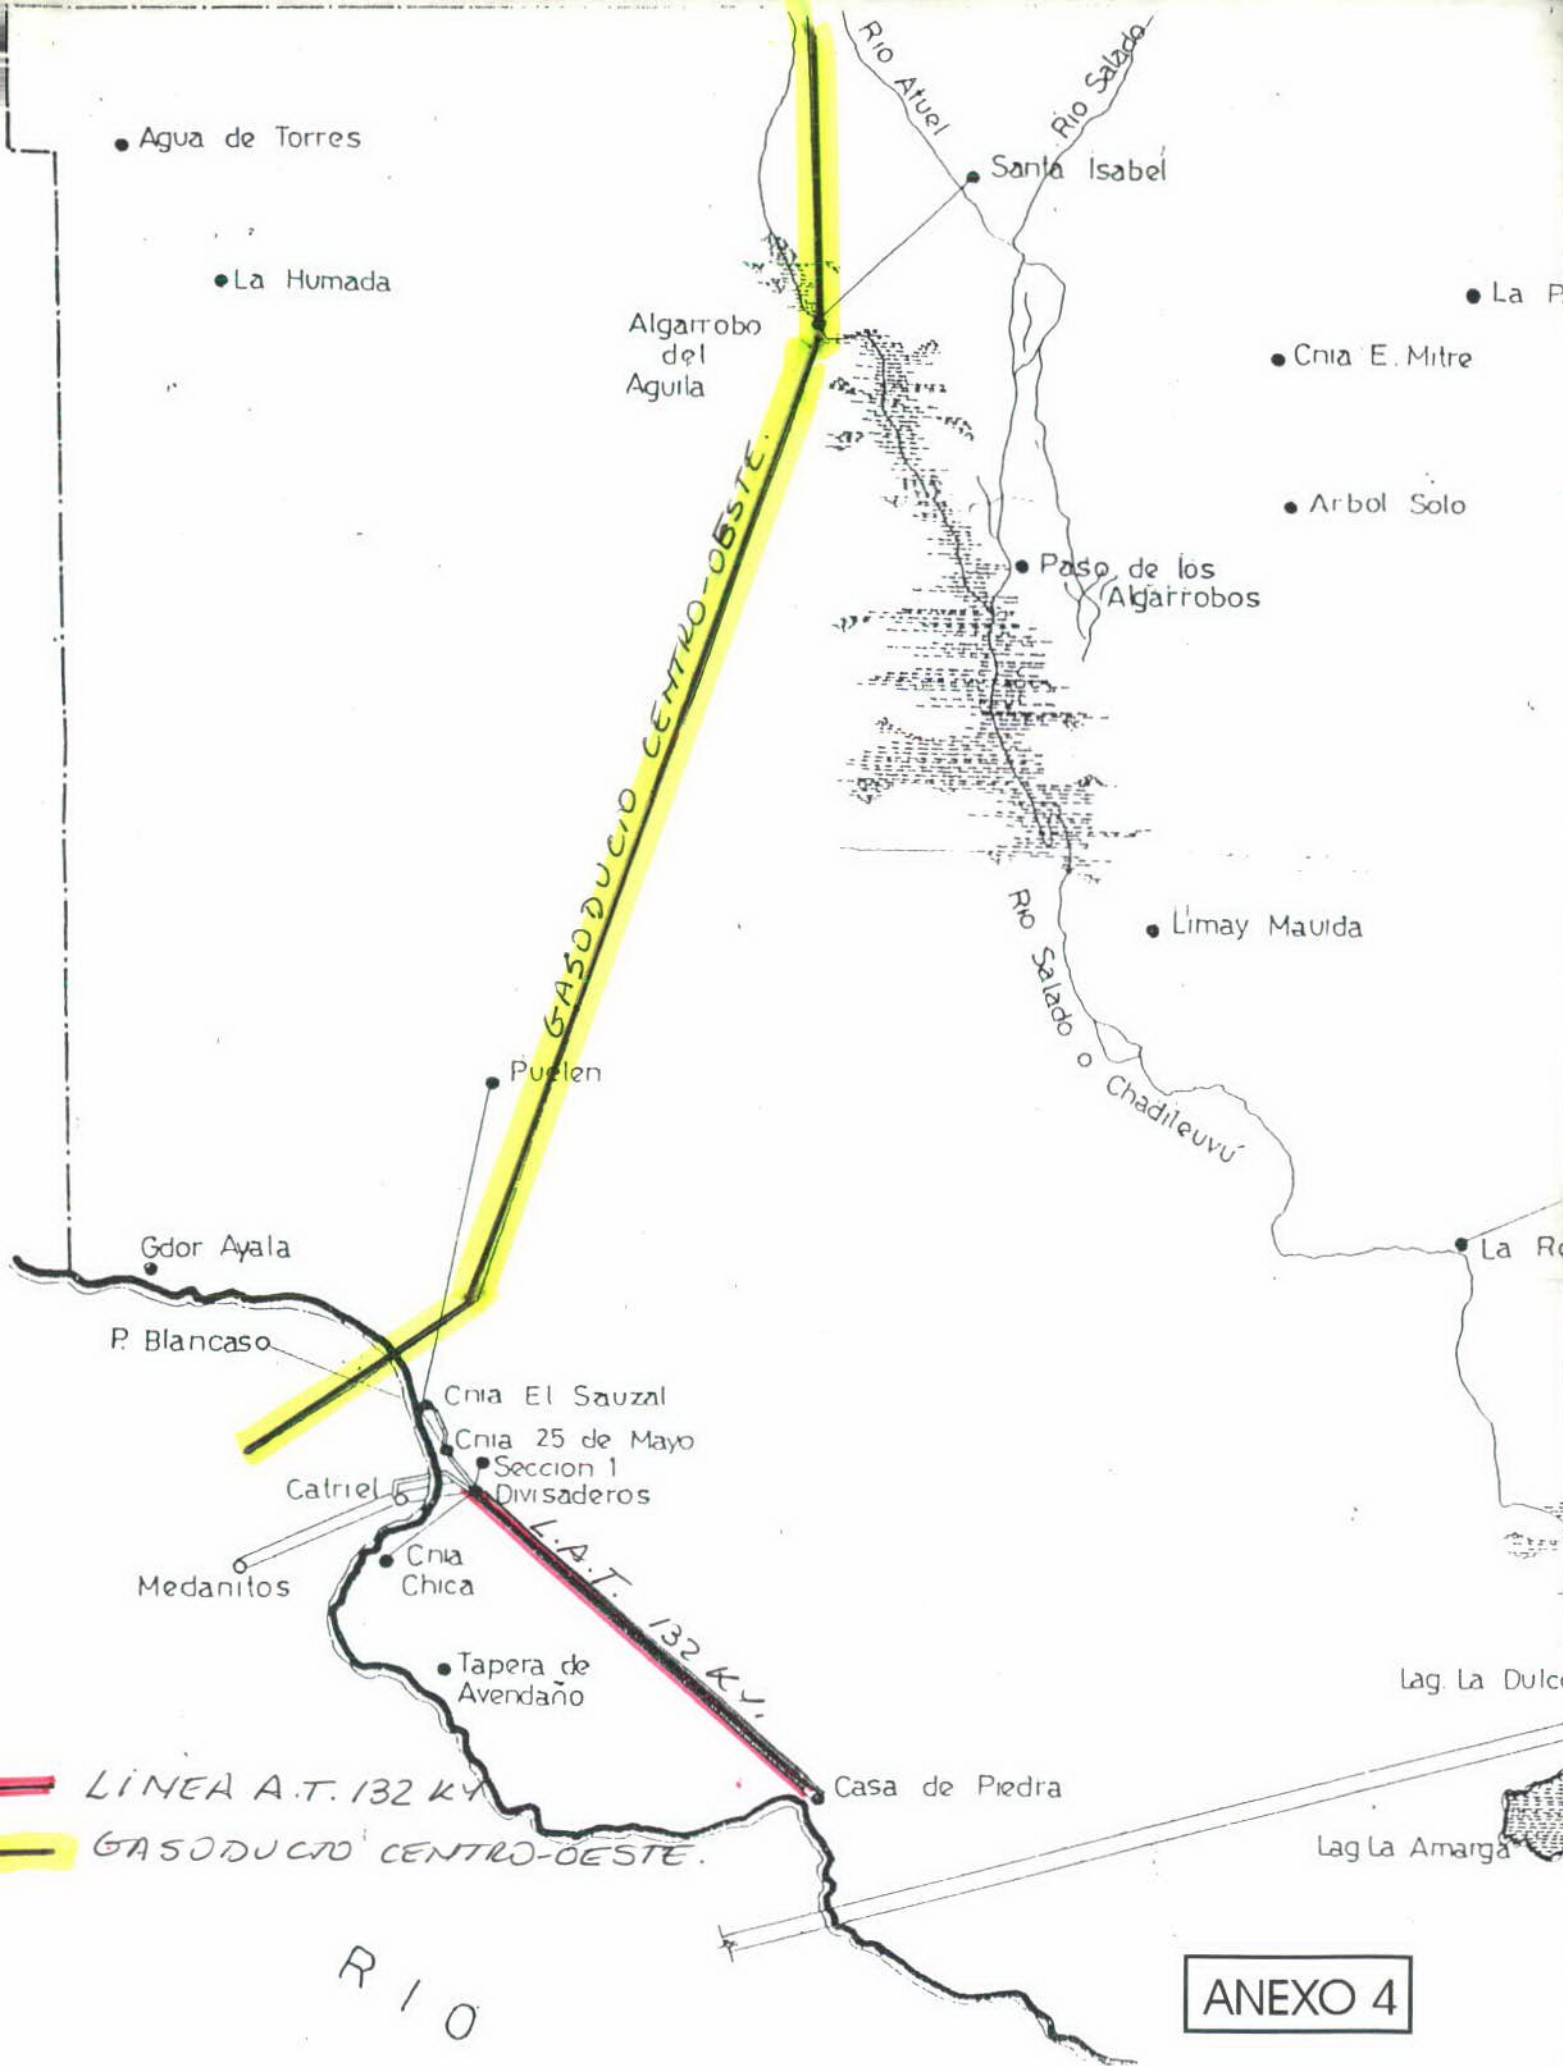 Rio Atuel
Rio Salado
Agua de Torres
Santa Isabel
La Humada
La P
Algarrobo
del
Aguila
Cnia E. Mitre
Arbol Solo
GASODUCTO CENTRO-OESTE.
Paso de los
Algarrobos
Limay Mauida
Rio Salado o Chadileuvú
Puelen
Gdor Ayala
La Ro
P. Blancaso
Cnia El Sauzal
Cnia 25 de Mayo
Seccion 1
Catriel
Divisaderos
Cnia
Chica
Medanitos
L.A.T. 132 KV.
Tapera de
Avendaño
Lag. La Dulce
LINEA A.T. 132 KV
Casa de Piedra
GASODUCTO CENTRO-OESTE.
Lag La Amarga
RIO
ANEXO 4